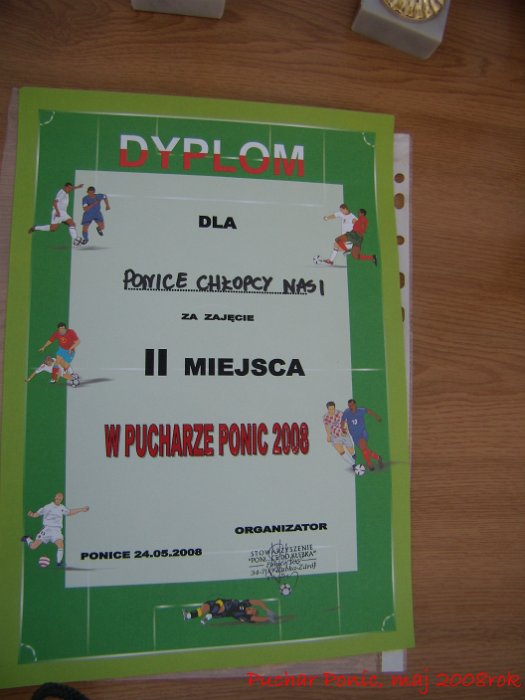 DYPLOM
DLA
PONICE CHŁOPCY NASI
ZA ZAJĘCIE
II MIEJSCA
W PUCHARZE PONIC 2008
ORGANIZATOR
PONICE 24.05.2008
STOWARZYSZENIE
Puchar Ponic. maj 2008rok